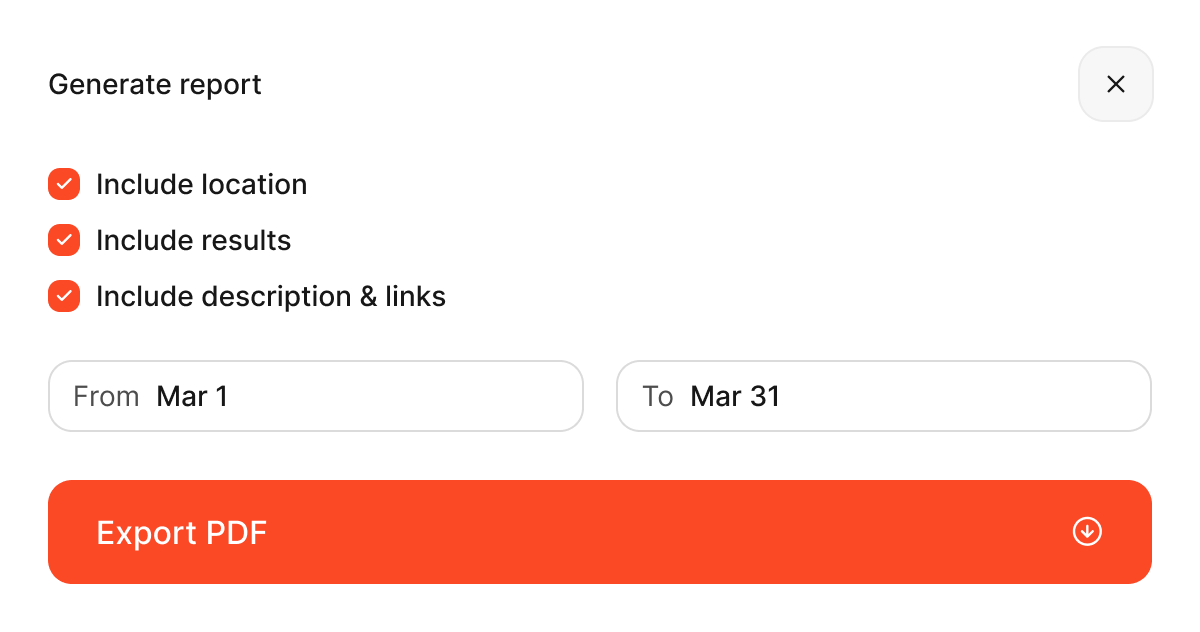 Generate report
Include location
Include results
Include description & links
From Mar 1
To Mar 31
Export PDF